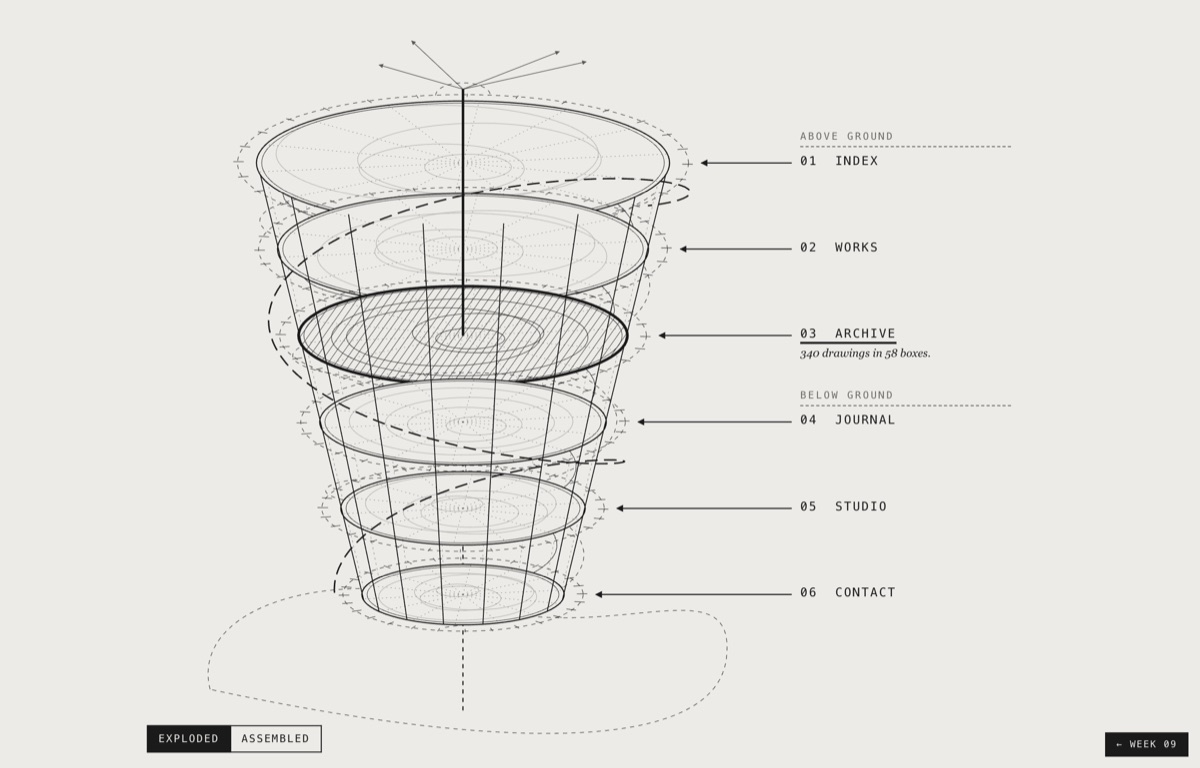 ABOVE GROUND
01 INDEX
02 WORKS
03 ARCHIVE
340 drawings in 58 boxes.
BELOW GROUND
04 JOURNAL
05 STUDIO
06 CONTACT
EXPLODED ASSEMBLED
← WEEK 09